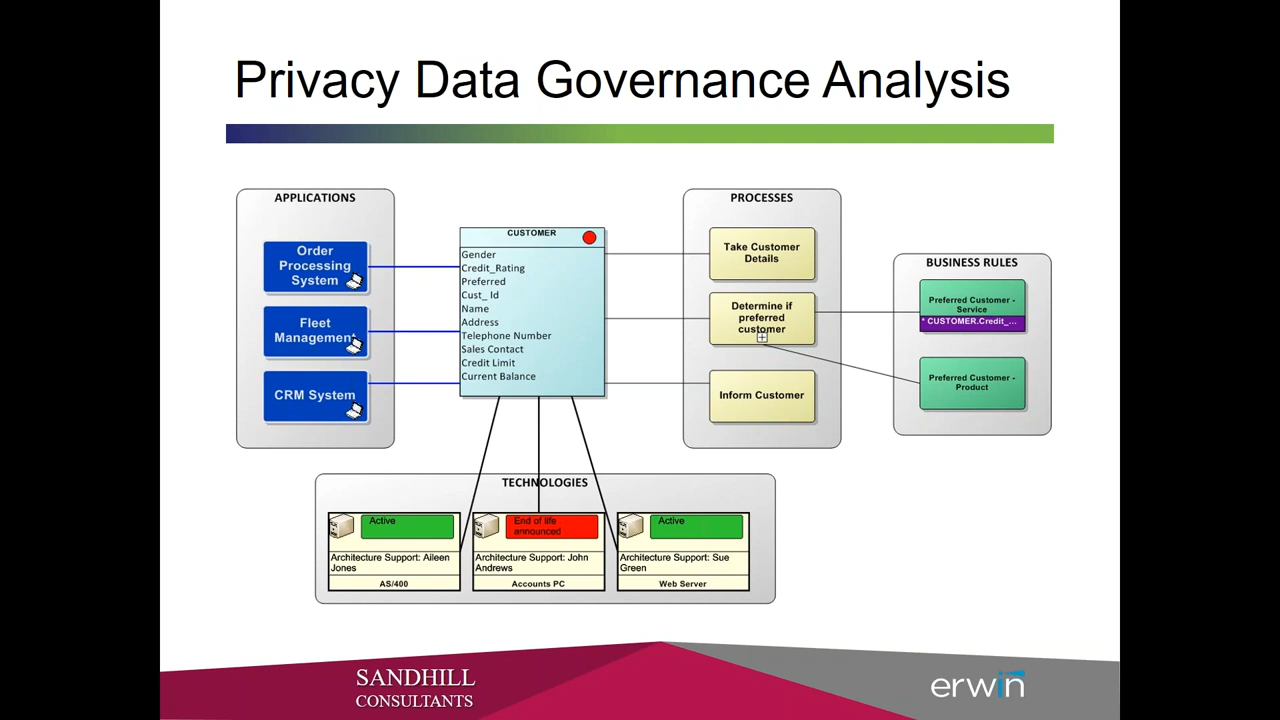 Privacy Data Governance Analysis
APPLICATIONS
Order
Processing
System
Fleet
Management
CRM System
CUSTOMER
Gender
Credit_Rating
Preferred
Cust_ Id
Name
Address
Telephone Number
Sales Contact
Credit Limit
Current Balance
PROCESSES
Take Customer
Details
Determine if
preferred
customer
Inform Customer
BUSINESS RULES
Preferred Customer -
Service
* CUSTOMER.Credit_...
Preferred Customer -
Product
TECHNOLOGIES
Active
Architecture Support: Aileen
Jones
AS/400
End of life
announced
Architecture Support: John
Andrews
Accounts PC
Active
Architecture Support: Sue
Green
Web Server
SANDHILL
CONSULTANTS
erwin